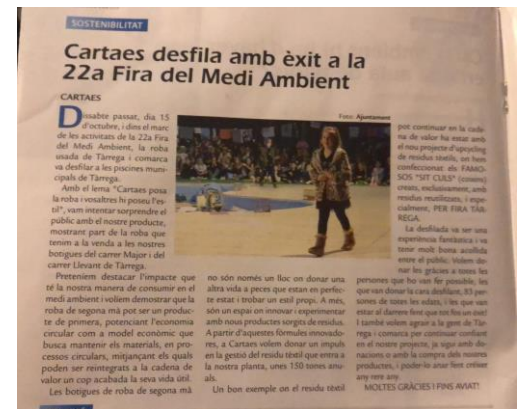 SOSTENIBILITAT
Cartaes desfila amb èxit a la
22a Fira del Medi Ambient
CARTAES
Dissabte passat, dia 15
d'octubre, i dins el marc
de les activitats de la 22a Fira
del Medi Ambient, la roba
usada de Tàrrega i comarca
va desfilar a les piscines muni-
cipals de Tàrrega.
Amb el lema "Cartaes posa
la roba i vosaltres hi poseu l'es-
til", vam intentar sorprendre el
públic amb el nostre producte,
mostrant part de la roba que
tenim a la venda a les nostres
botigues del carrer Major i del
carrer Llevant de Tàrrega.
Preteníem destacar l'impacte que
té la nostra manera de consumir en el
medi ambient i volíem demostrar que la
roba de segona mà pot ser un produc-
te de primera, potenciant l'economia
circular com a model econòmic que
busca mantenir els materials, en pro-
cessos circulars, mitjançant els quals
poden ser reintegrats a la cadena de
valor un cop acabada la seva vida útil.
Les botigues de roba de segona mà
Foto: Ajuntament
no són només un lloc on donar una
altra vida a peces que estan en perfec-
te estat i trobar un estil propi. A més,
són un espai on innovar i experimentar
amb nous productes sorgits de residus.
A partir d'aquestes fórmules innovado-
res, a Cartaes volem donar un impuls
en la gestió del residu tèxtil que entra a
la nostra planta, unes 150 tones anu-
als.
Un bon exemple on el residu tèxtil
pot continuar en la cade-
na de valor ha estat amb
el nou projecte d'upcycling
de residus tèxtils, on hem
confeccionat els FAMO-
SOS "SIT CULS" (coixins)
creats, exclusivament, amb
residus reutilitzats, i espe-
cialment, PER FIRA TÀR-
REGA.
La desfilada va ser una
experiència fantàstica i va
tenir molt bona acollida
entre el públic. Volem do-
nar les gràcies a totes les
persones que ho van fer possible, les
que van donar la cara desfilant, 33 per-
sones de totes les edats, i les que van
estar al darrere fent que tot fos un èxit!
I també volem agrair a la gent de Tàr-
rega i comarca per continuar confiant
en el nostre projecte, ja sigui amb do-
nacions o amb la compra dels nostres
productes, i poder-lo anar fent créixer
any rere any.
MOLTES GRÀCIES I FINS AVIAT!